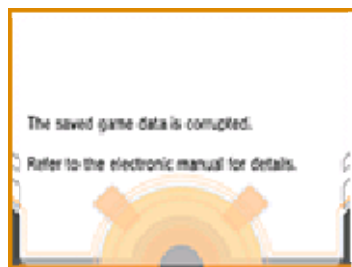 The saved game data is corrupted.
Refer to the electronic manual for details.